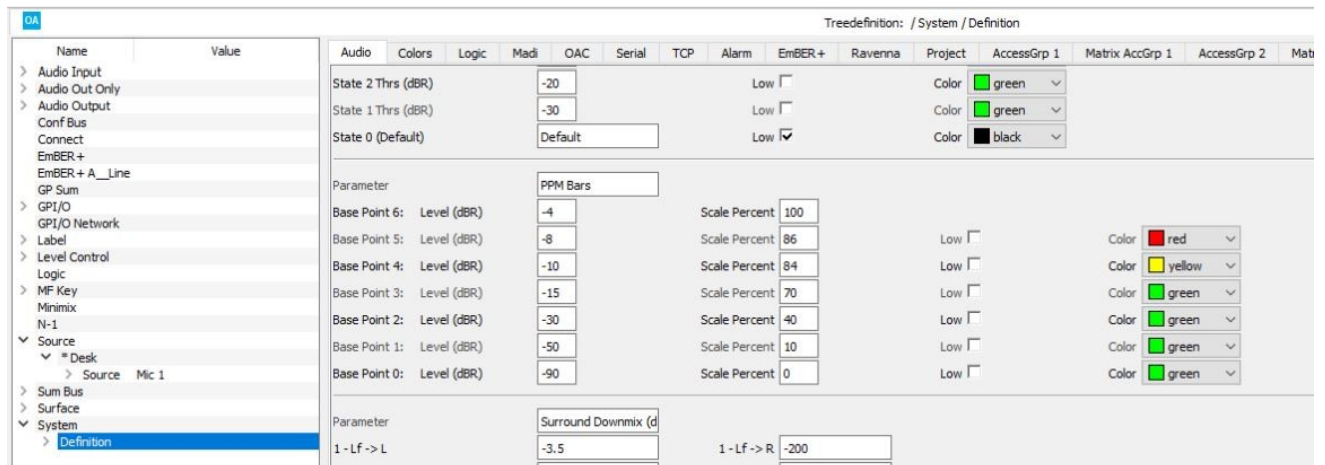 OA
Treedefinition: / System / Definition
Name Value
Audio Input
Audio Out Only
Audio Output
Conf Bus
Connect
EmBER+
EmBER+ A__Line
GP Sum
GPI/O
GPI/O Network
Label
Level Control
Logic
MF Key
Minimix
N-1
Source
* Desk
Source Mic 1
Sum Bus
Surface
System
Definition
Audio Colors Logic Madi OAC Serial TCP Alarm EmBER+ Ravenna Project AccessGrp 1 Matrix AccGrp 1 AccessGrp 2 Mat
State 2 Thrs (dBR) -20 Low Color green
State 1 Thrs (dBR) -30 Low Color green
State 0 (Default) Default Low Color black
Parameter PPM Bars
Base Point 6: Level (dBR) -4 Scale Percent 100
Base Point 5: Level (dBR) -8 Scale Percent 86 Low Color red
Base Point 4: Level (dBR) -10 Scale Percent 84 Low Color yellow
Base Point 3: Level (dBR) -15 Scale Percent 70 Low Color green
Base Point 2: Level (dBR) -30 Scale Percent 40 Low Color green
Base Point 1: Level (dBR) -50 Scale Percent 10 Low Color green
Base Point 0: Level (dBR) -90 Scale Percent 0 Low Color green
Parameter Surround Downmix (d
1 - Lf -> L -3.5 1 - Lf -> R -200